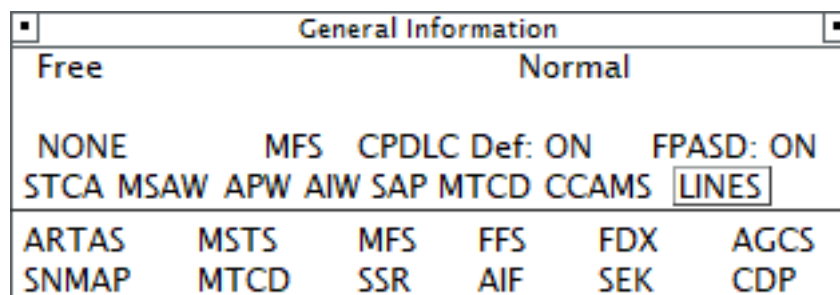 General Information
Free Normal
NONE MFS CPDLC Def: ON FPASD: ON
STCA MSAW APW AIW SAP MTCD CCAMS LINES
ARTAS MSTS MFS FFS FDX AGCS
SNMAP MTCD SSR AIF SEK CDP